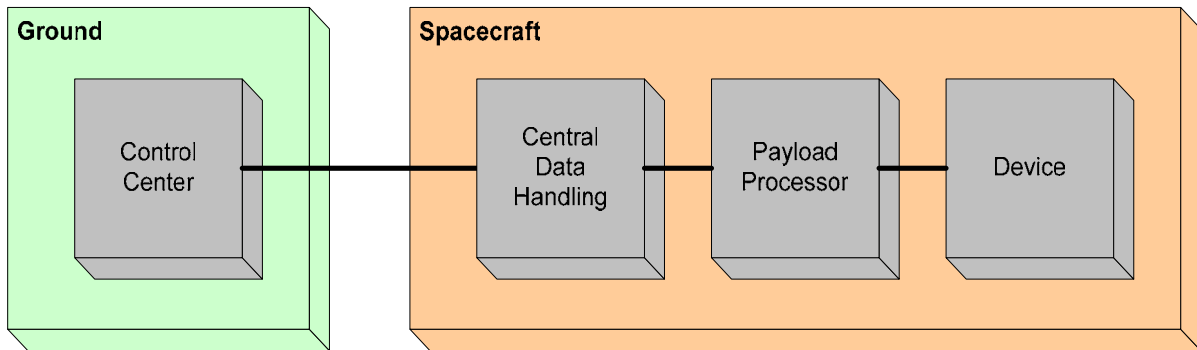 Ground
Spacecraft
Control
Center
Central
Data
Handling
Payload
Processor
Device